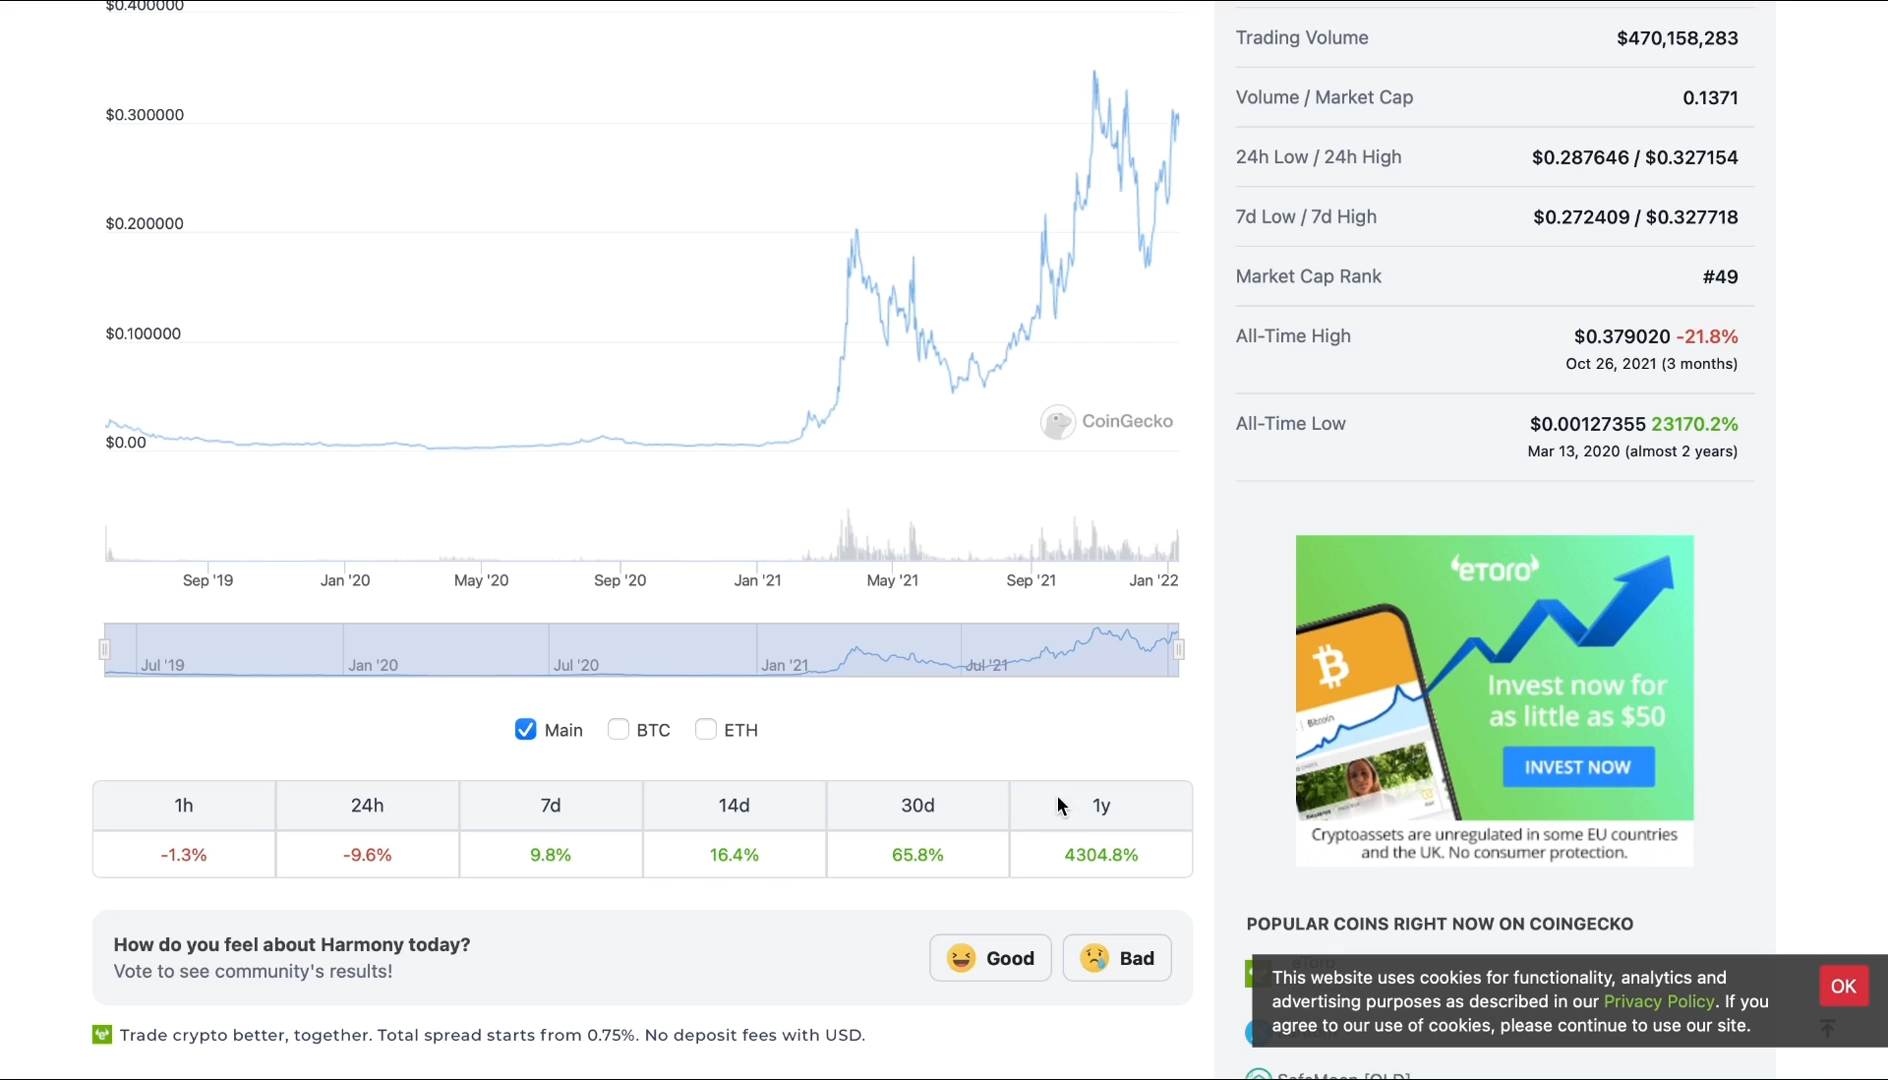 $0.400000
$0.300000
$0.200000
$0.100000
$0.00
CoinGecko
Sep '19 Jan '20 May '20 Sep '20 Jan '21 May '21 Sep '21 Jan '22
Jul '19 Jan '20 Jul '20 Jan '21 Jul '21
Main BTC ETH
1h 24h 7d 14d 30d 1y
-1.3% -9.6% 9.8% 16.4% 65.8% 4304.8%
How do you feel about Harmony today?
Vote to see community's results!
Good Bad
Trade crypto better, together. Total spread starts from 0.75%. No deposit fees with USD.
Trading Volume $470,158,283
Volume / Market Cap 0.1371
24h Low / 24h High $0.287646 / $0.327154
7d Low / 7d High $0.272409 / $0.327718
Market Cap Rank #49
All-Time High $0.379020 -21.8%
Oct 26, 2021 (3 months)
All-Time Low $0.00127355 23170.2%
Mar 13, 2020 (almost 2 years)
eToro
Bitcoin
Invest now for
as little as $50
INVEST NOW
Cryptoassets are unregulated in some EU countries
and the UK. No consumer protection.
POPULAR COINS RIGHT NOW ON COINGECKO
eToro
This website uses cookies for functionality, analytics and
advertising purposes as described in our Privacy Policy. If you
agree to our use of cookies, please continue to use our site.
OK
SafeMoon [OLD]